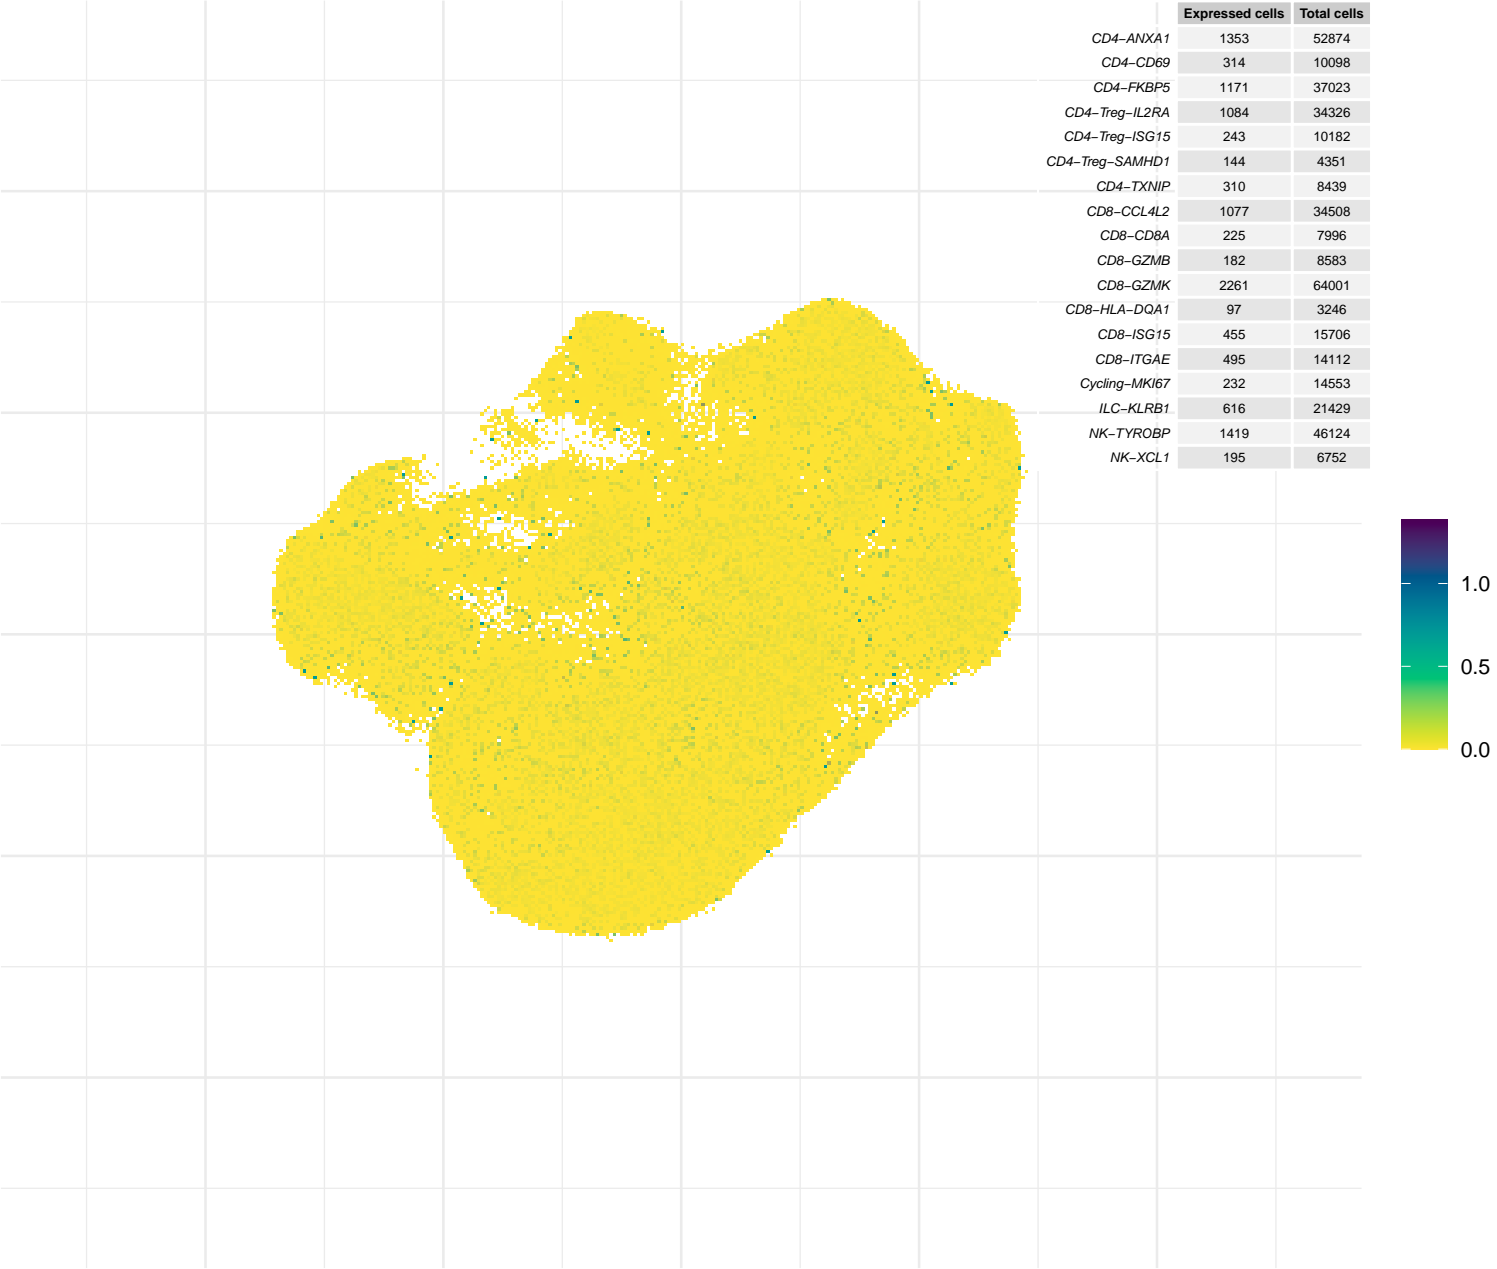 Expressed cells Total cells
CD4−ANXA1 1353 52874
CD4−CD69 314 10098
CD4−FKBP5 1171 37023
CD4−Treg−IL2RA 1084 34326
CD4−Treg−ISG15 243 10182
CD4−Treg−SAMHD1 144 4351
CD4−TXNIP 310 8439
CD8−CCL4L2 1077 34508
CD8−CD8A 225 7996
CD8−GZMB 182 8583
CD8−GZMK 2261 64001
CD8−HLA−DQA1 97 3246
CD8−ISG15 455 15706
CD8−ITGAE 495 14112
Cycling−MKI67 232 14553
ILC−KLRB1 616 21429
NK−TYROBP 1419 46124
NK−XCL1 195 6752
1.0
0.5
0.0